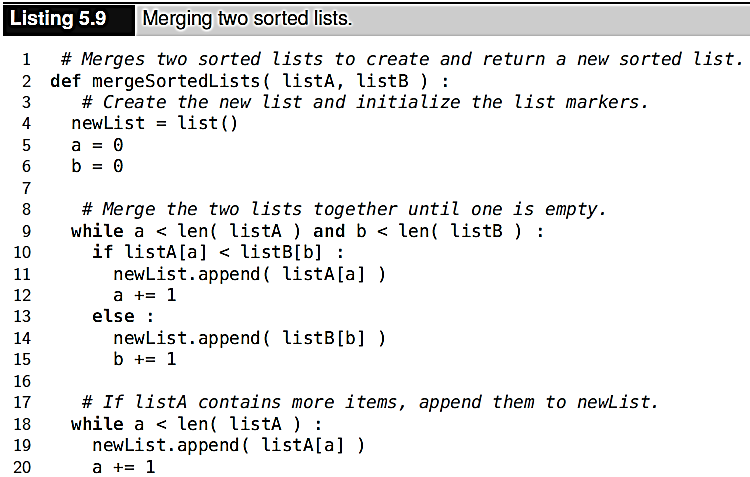 Listing 5.9 Merging two sorted lists.
1 # Merges two sorted lists to create and return a new sorted list.
2 def mergeSortedLists( listA, listB ) :
3 # Create the new list and initialize the list markers.
4 newList = list()
5 a = 0
6 b = 0
7
8 # Merge the two lists together until one is empty.
9 while a < len( listA ) and b < len( listB ) :
10 if listA[a] < listB[b] :
11 newList.append( listA[a] )
12 a += 1
13 else :
14 newList.append( listB[b] )
15 b += 1
16
17 # If listA contains more items, append them to newList.
18 while a < len( listA ) :
19 newList.append( listA[a] )
20 a += 1